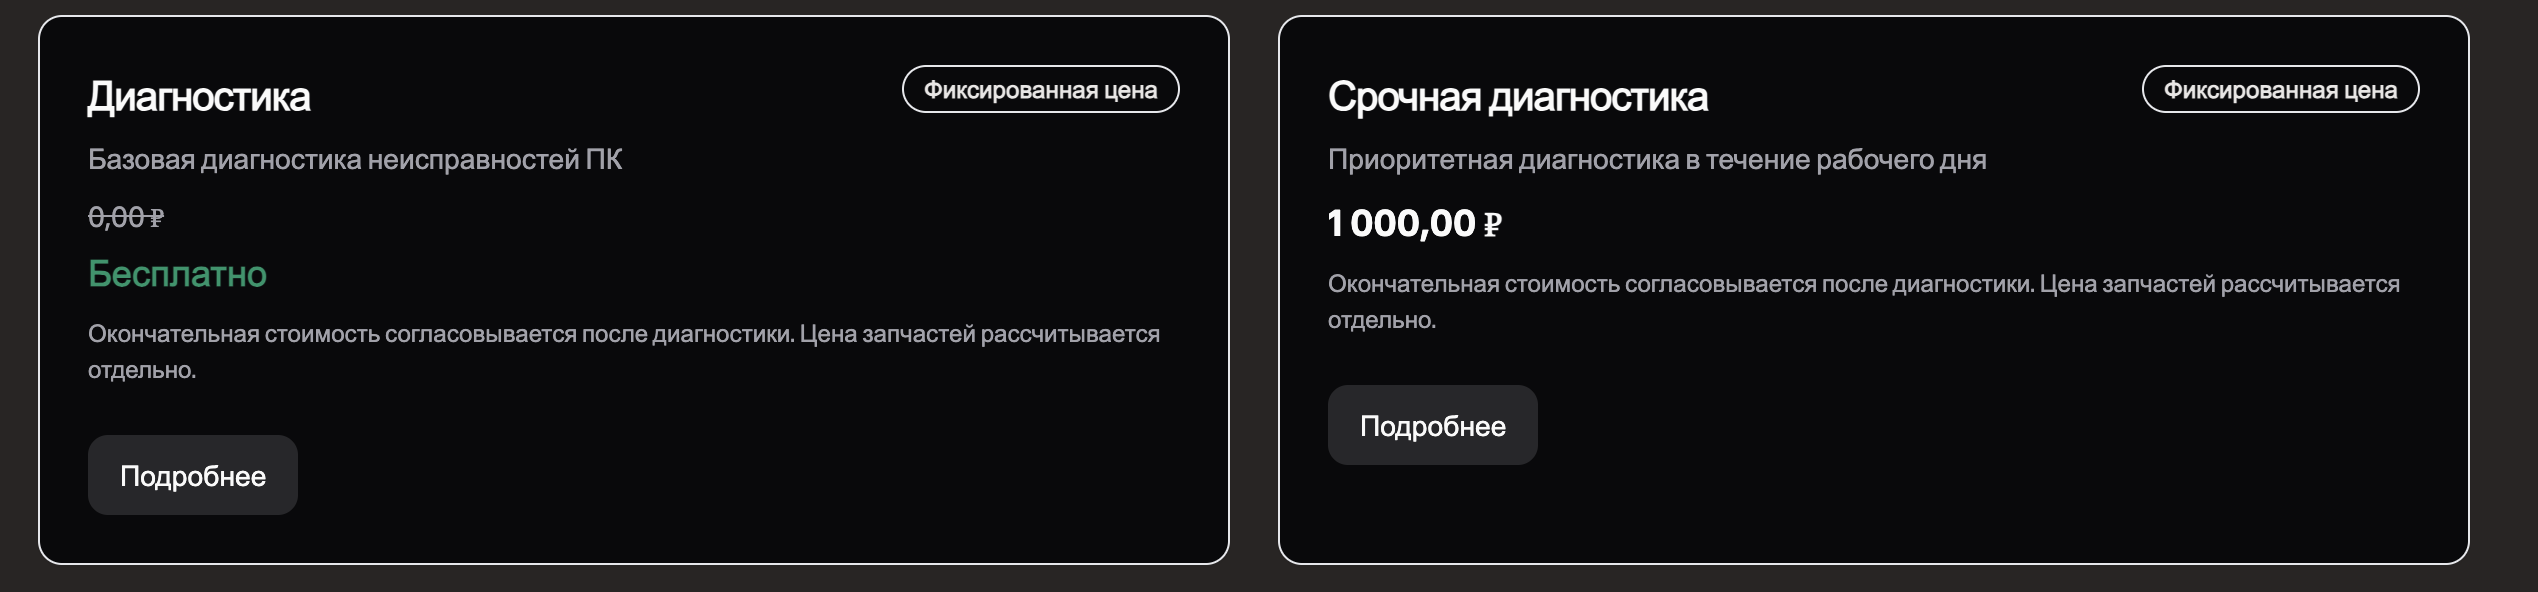 Диагностика
Фиксированная цена
Базовая диагностика неисправностей ПК
0,00 ₽
Бесплатно
Окончательная стоимость согласовывается после диагностики. Цена запчастей рассчитывается
отдельно.
Подробнее
Срочная диагностика
Фиксированная цена
Приоритетная диагностика в течение рабочего дня
1 000,00 ₽
Окончательная стоимость согласовывается после диагностики. Цена запчастей рассчитывается
отдельно.
Подробнее